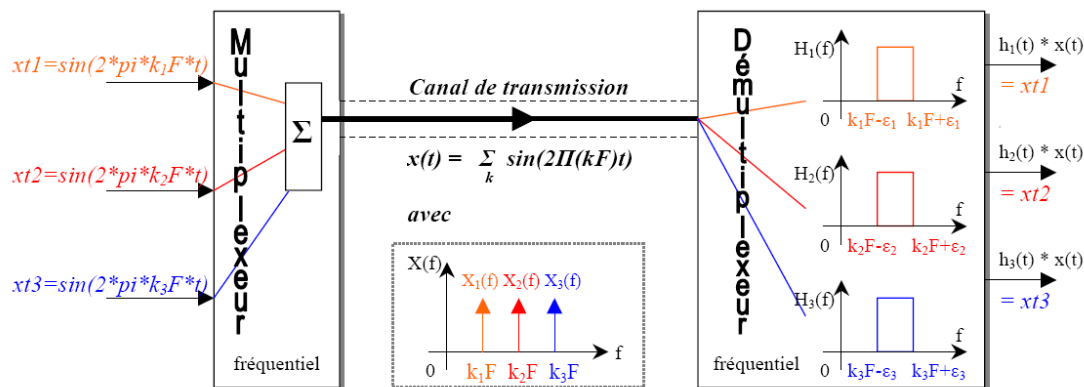 xt1=sin(2*pi*k₁F*t)
xt2=sin(2*pi*k₂F*t)
xt3=sin(2*pi*k₃F*t)
Multiplexeur
fréquentiel
Σ
Canal de transmission
x(t) = Σ sin(2Π(kF)t)
k
avec
X(f)
X₁(f) X₂(f) X₃(f)
f
k₁F k₂F k₃F
Démultiplexeur
fréquentiel
H₁(f)
f
0
k₁F-ε₁ k₁F+ε₁
H₂(f)
f
0
k₂F-ε₂ k₂F+ε₂
H₃(f)
f
0
k₃F-ε₃ k₃F+ε₃
h₁(t) * x(t)
= xt1
h₂(t) * x(t)
= xt2
h₃(t) * x(t)
= xt3
0